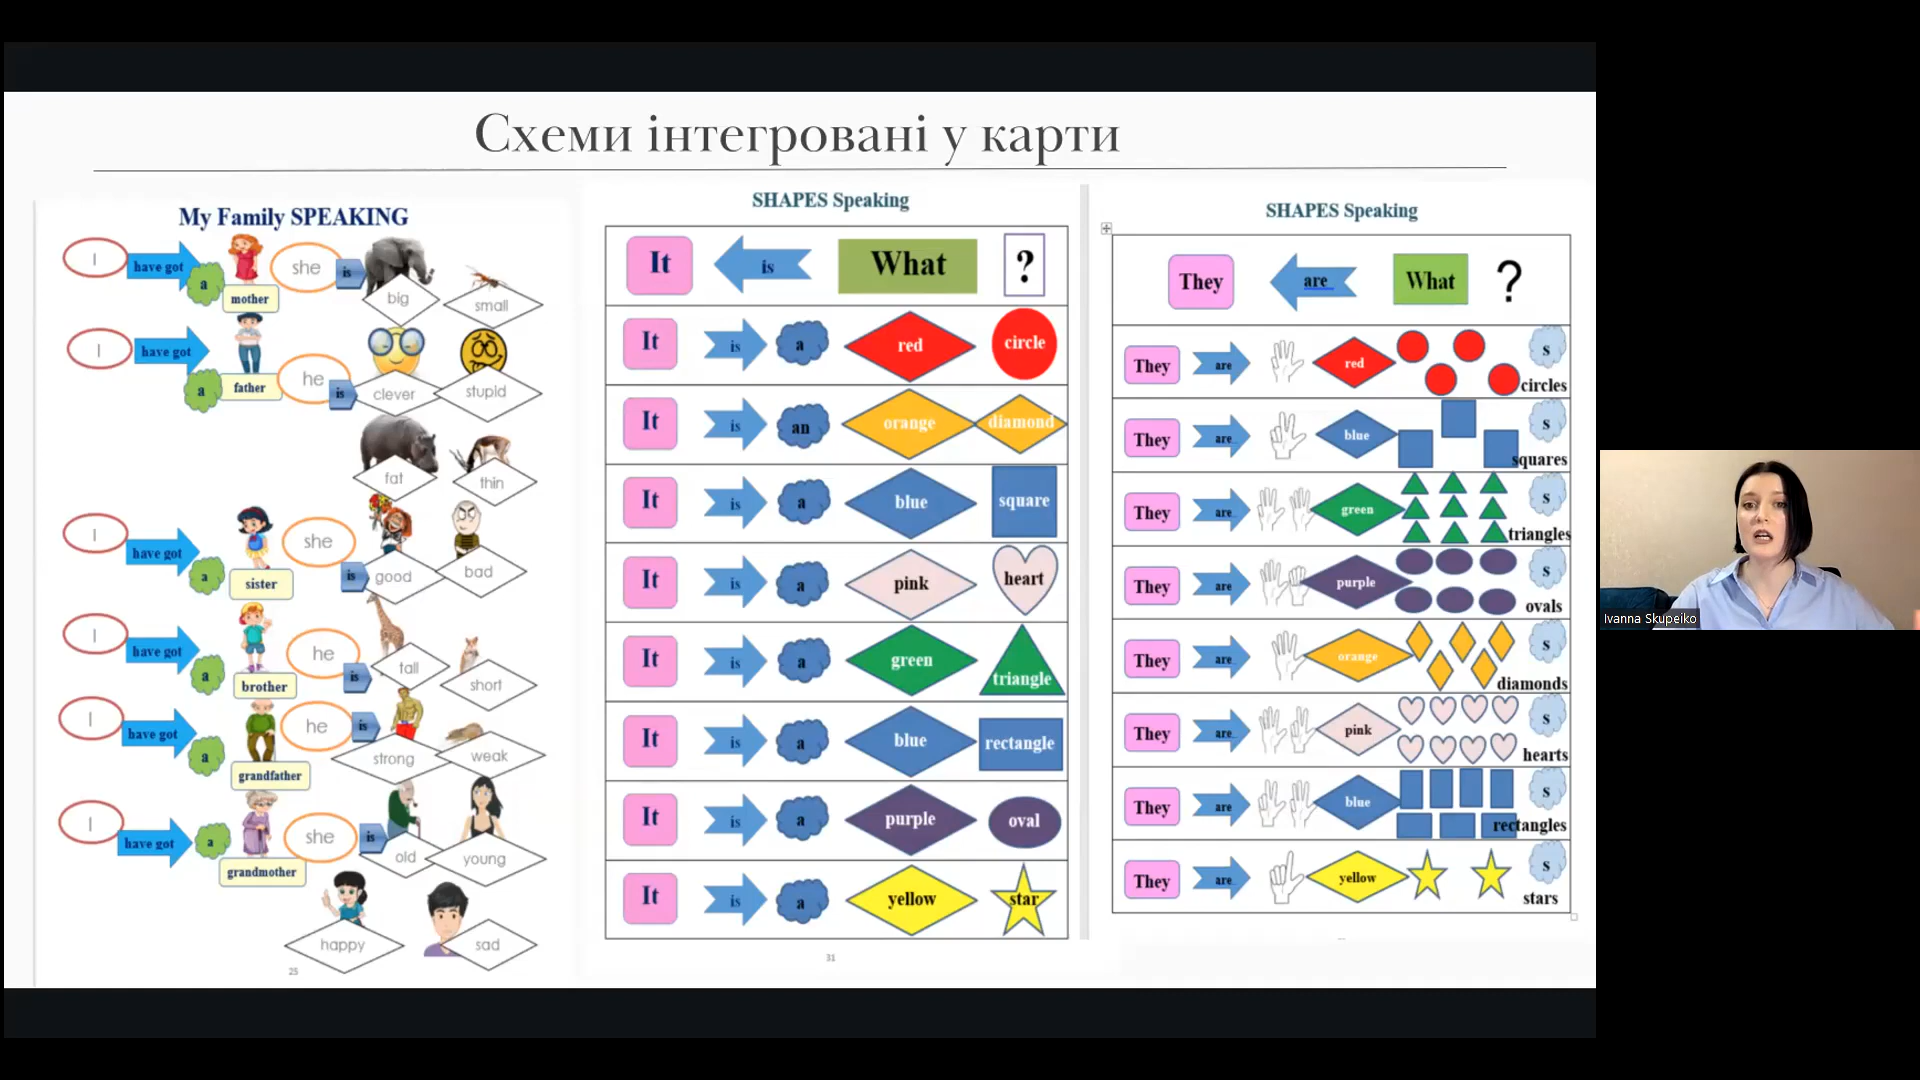 Схеми інтегровані у карти
My Family SPEAKING
I have got a mother she is big small
I have got a father he is clever stupid
fat thin
I have got a sister she is good bad
I have got a brother he is tall short
I have got a grandfather he is strong weak
I have got a grandmother she is old young
happy sad
25
SHAPES Speaking
It is What ?
It is a red circle
It is an orange diamond
It is a blue square
It is a pink heart
It is a green triangle
It is a blue rectangle
It is a purple oval
It is a yellow star
31
SHAPES Speaking
They are What ?
They are red s circles
They are blue s squares
They are green s triangles
They are purple s ovals
They are orange s diamonds
They are pink s hearts
They are blue s rectangles
They are yellow s stars
Ivanna Skupeiko